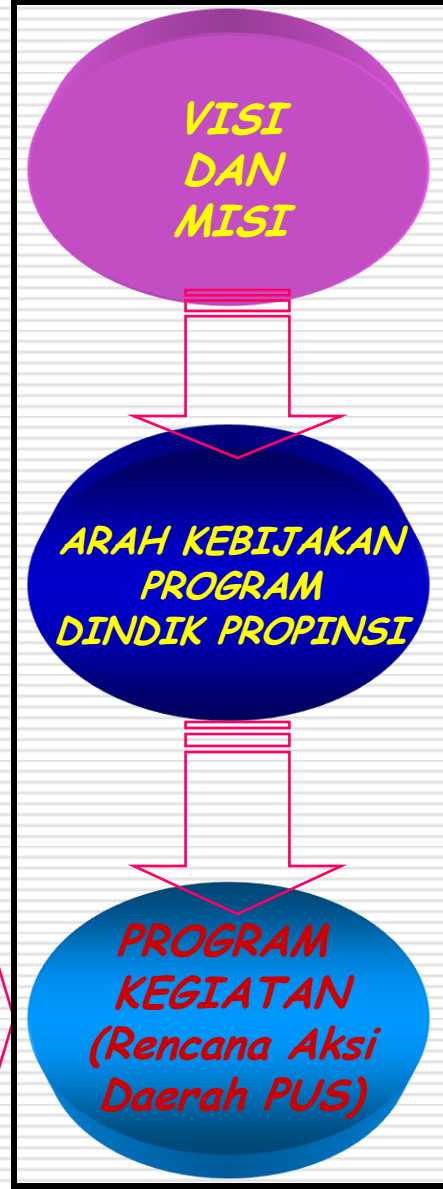 VISI
DAN
MISI
ARAH KEBIJAKAN
PROGRAM
DINDIK PROPINSI
PROGRAM
KEGIATAN
(Rencana Aksi
Daerah PUS)